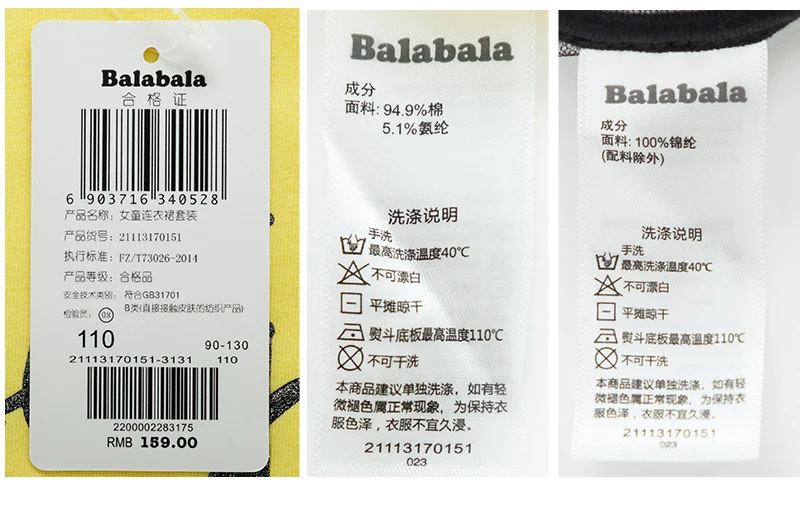 Balabala
合格证
6 903716 340528
产品名称：女童连衣裙套装
产品货号：21113170151
执行标准：FZ/T73026-2014
产品等级：合格品
安全技术类别： 符合GB31701
B类(直接接触皮肤的纺织产品)
检验员： 08
110 90-130
21113170151-3131 110
2200002283175
RMB 159.00
Balabala
成分
面料: 94.9%棉
5.1%氨纶
洗涤说明
手洗
最高洗涤温度40℃
不可漂白
平摊晾干
熨斗底板最高温度110℃
不可干洗
本商品建议单独洗涤，如有轻
微褪色属正常现象，为保持衣
服色泽，衣服不宜久浸。
21113170151
023
Balabala
成分
面料: 100%锦纶
(配料除外)
洗涤说明
手洗
最高洗涤温度40℃
不可漂白
平摊晾干
熨斗底板最高温度110℃
不可干洗
本商品建议单独洗涤，如有轻
微褪色属正常现象，为保持衣
服色泽，衣服不宜久浸。
21113170151
023